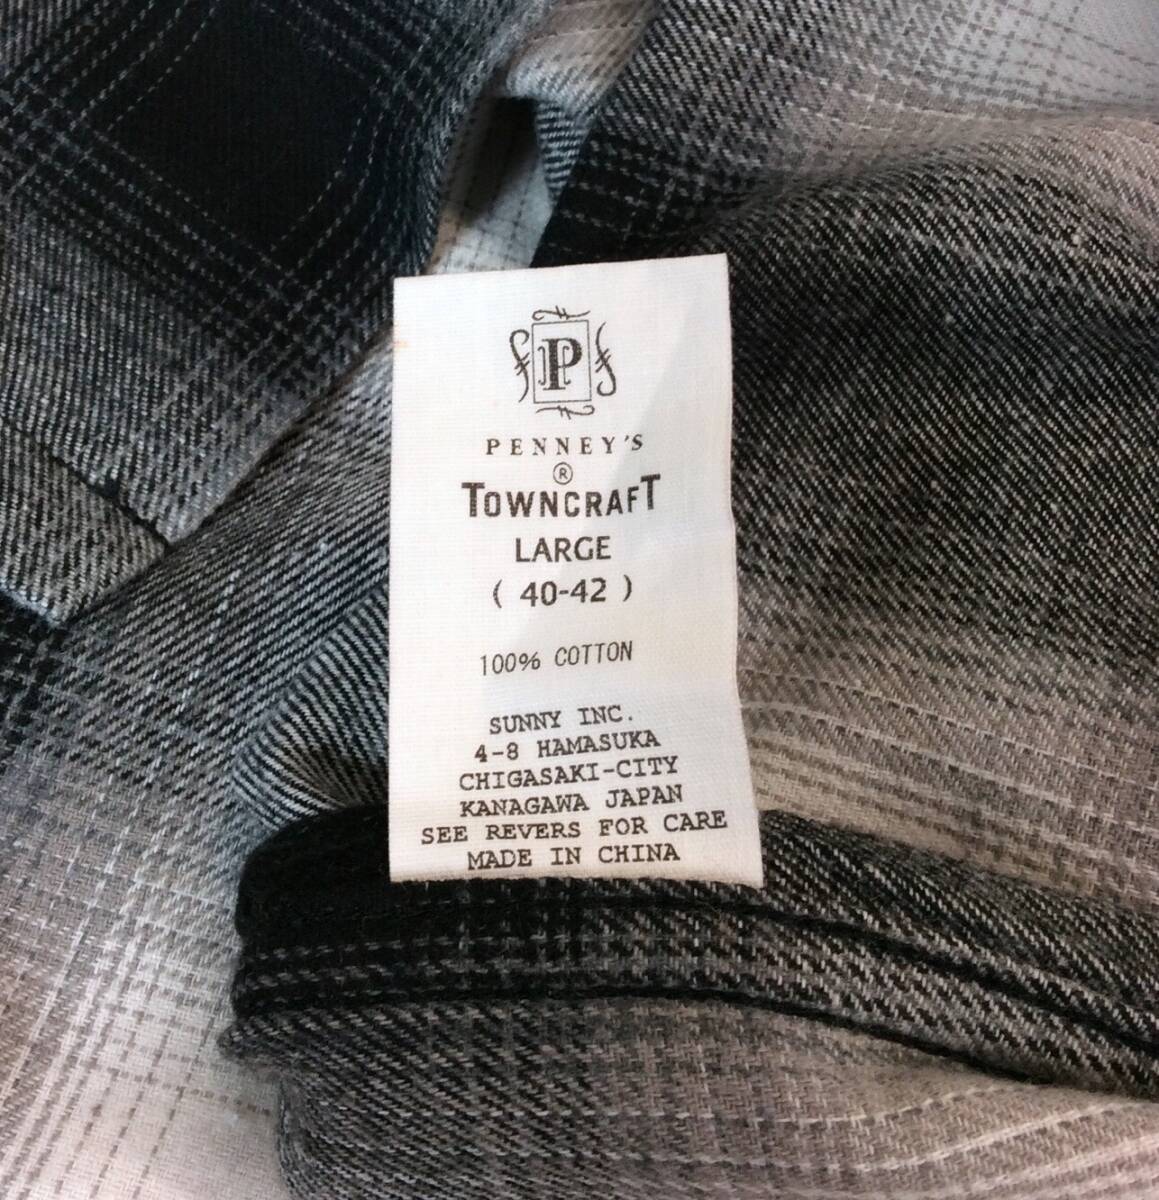 P
PENNEY'S
®
TOWNCRAFT
LARGE
( 40-42 )
100% COTTON
SUNNY INC.
4-8 HAMASUKA
CHIGASAKI-CITY
KANAGAWA JAPAN
SEE REVERS FOR CARE
MADE IN CHINA